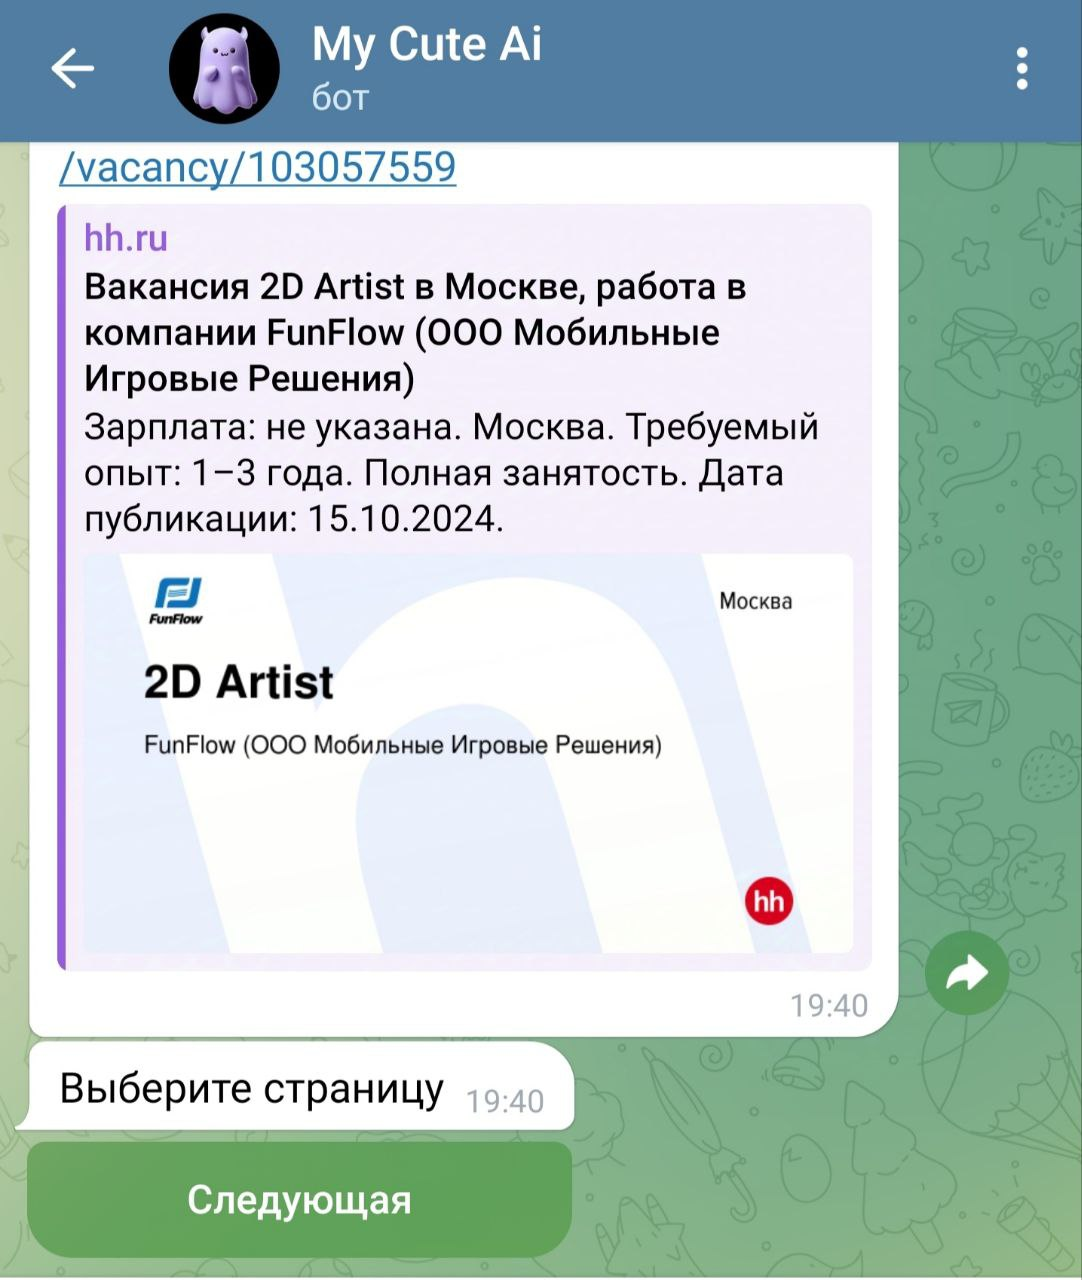 My Cute Ai
бот
/vacancy/103057559
hh.ru
Вакансия 2D Artist в Москве, работа в
компании FunFlow (ООО Мобильные
Игровые Решения)
Зарплата: не указана. Москва. Требуемый
опыт: 1–3 года. Полная занятость. Дата
публикации: 15.10.2024.
FunFlow
Москва
2D Artist
FunFlow (ООО Мобильные Игровые Решения)
hh
19:40
Выберите страницу 19:40
Следующая